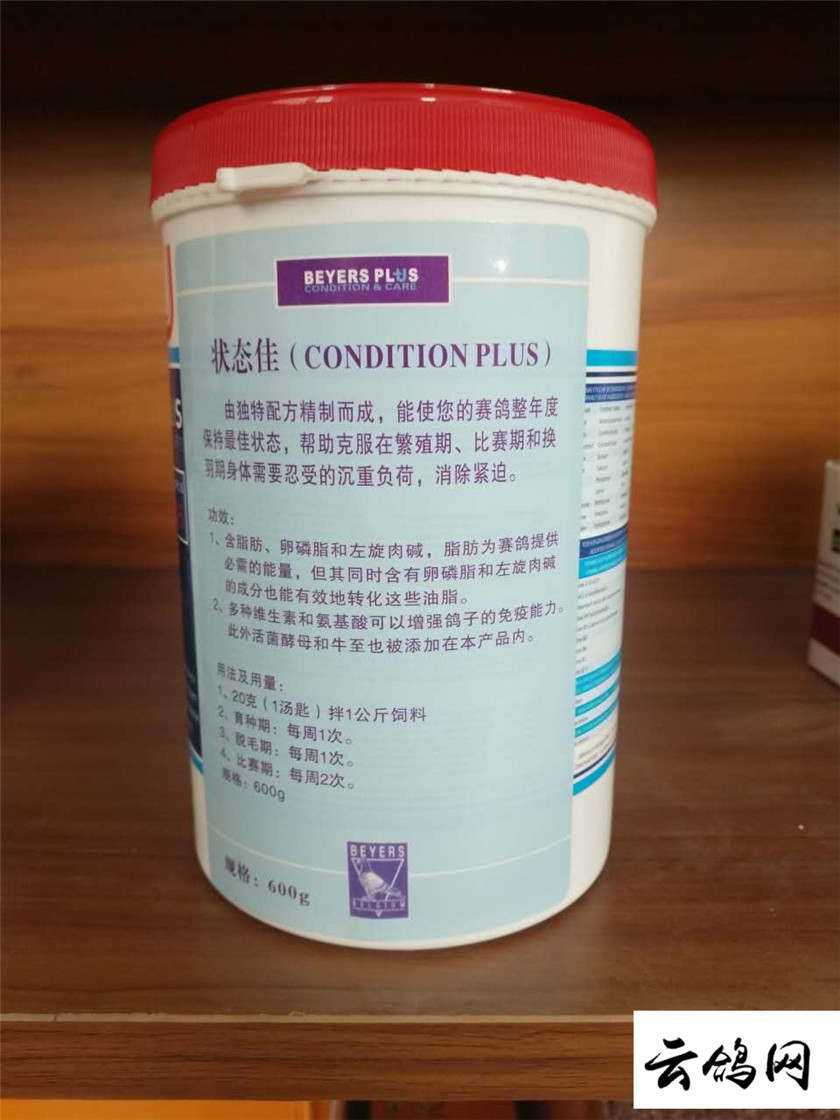 BEYERS PLUS
CONDITION & CARE
状态佳（CONDITION PLUS）
由独特配方精制而成，能使您的赛鸽整年度
保持最佳状态，帮助克服在繁殖期、比赛期和换
羽期身体需要忍受的沉重负荷，消除紧迫。
功效：
1、含脂肪、卵磷脂和左旋肉碱，脂肪为赛鸽提供
必需的能量，但其同时含有卵磷脂和左旋肉碱
的成分也能有效地转化这些油脂。
2、多种维生素和氨基酸可以增强鸽子的免疫能力。
此外活菌酵母和牛至也被添加在本产品内。
用法及用量：
1、20克（1汤匙）拌1公斤饲料
2、育种期：每周1次。
3、脱毛期：每周1次。
4、比赛期：每周2次。
规格：600g
规格：600g
BEYERS
BELGIUM
云鸽网